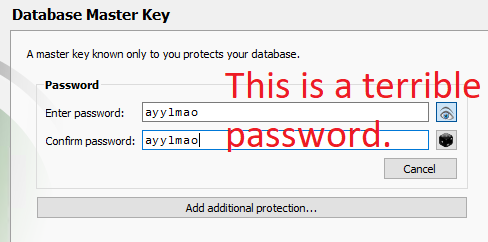 Database Master Key
A master key known only to you protects your database.
Password
This is a terrible
password.
Enter password: ayylmao
Confirm password: ayylmao
Cancel
Add additional protection...